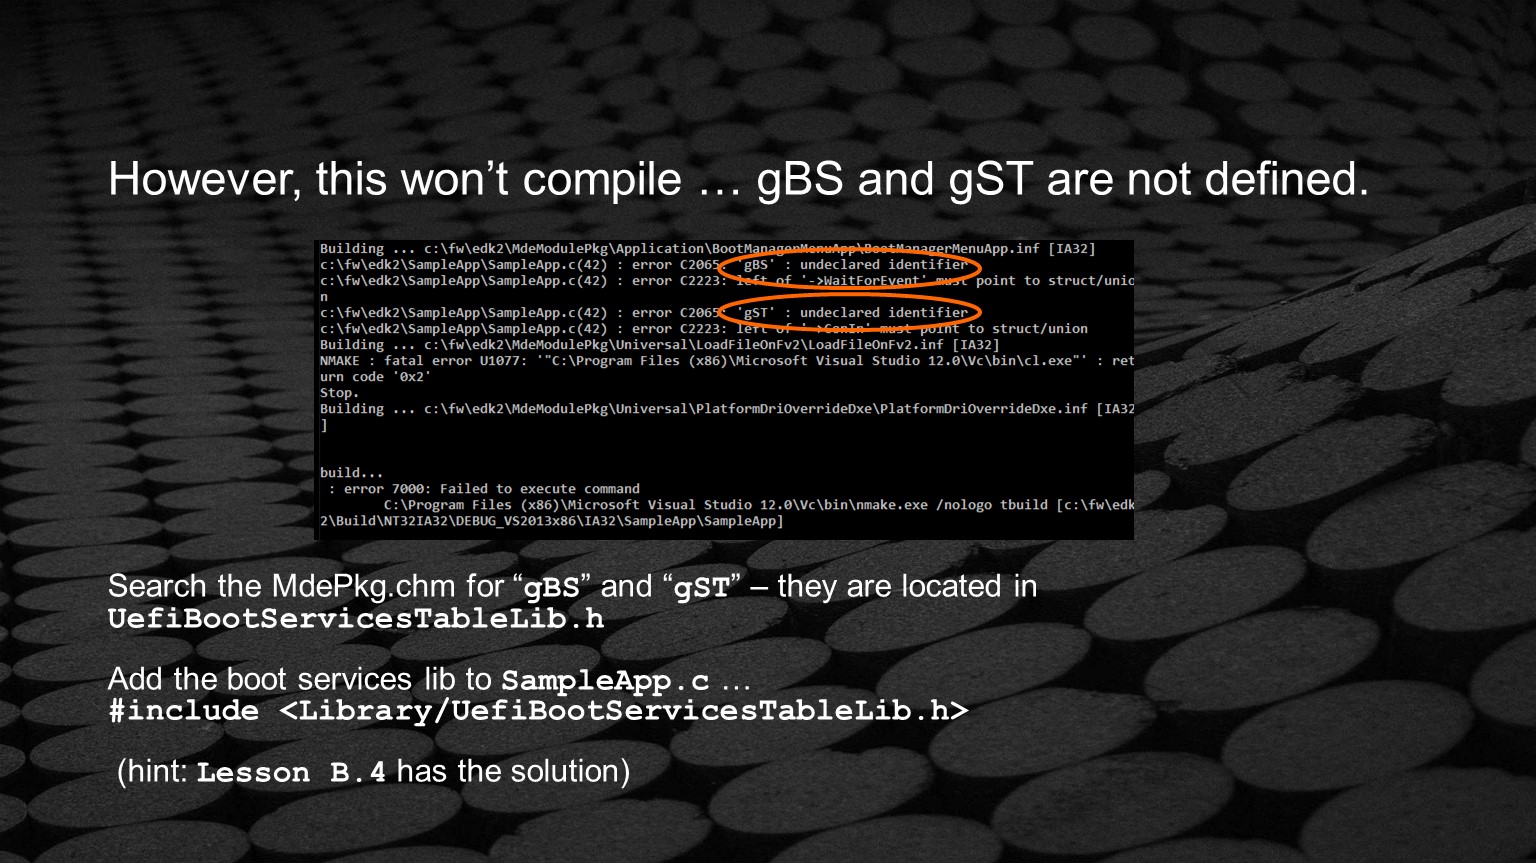 However, this won’t compile … gBS and gST are not defined.
Building ... c:\fw\edk2\MdeModulePkg\Application\BootManagerMenuApp\BootManagerMenuApp.inf [IA32]
c:\fw\edk2\SampleApp\SampleApp.c(42) : error C2065: 'gBS' : undeclared identifier
c:\fw\edk2\SampleApp\SampleApp.c(42) : error C2223: left of '->WaitForEvent' must point to struct/unio
n
c:\fw\edk2\SampleApp\SampleApp.c(42) : error C2065: 'gST' : undeclared identifier
c:\fw\edk2\SampleApp\SampleApp.c(42) : error C2223: left of '->ConIn' must point to struct/union
Building ... c:\fw\edk2\MdeModulePkg\Universal\LoadFileOnFv2\LoadFileOnFv2.inf [IA32]
NMAKE : fatal error U1077: '"C:\Program Files (x86)\Microsoft Visual Studio 12.0\Vc\bin\cl.exe"' : ret
urn code '0x2'
Stop.
Building ... c:\fw\edk2\MdeModulePkg\Universal\PlatformDriOverrideDxe\PlatformDriOverrideDxe.inf [IA32
]
build...
: error 7000: Failed to execute command
C:\Program Files (x86)\Microsoft Visual Studio 12.0\Vc\bin\nmake.exe /nologo tbuild [c:\fw\edk
2\Build\NT32IA32\DEBUG_VS2013x86\IA32\SampleApp\SampleApp]
Search the MdePkg.chm for “gBS” and “gST” – they are located in
UefiBootServicesTableLib.h
Add the boot services lib to SampleApp.c …
#include <Library/UefiBootServicesTableLib.h>
(hint: Lesson B.4 has the solution)